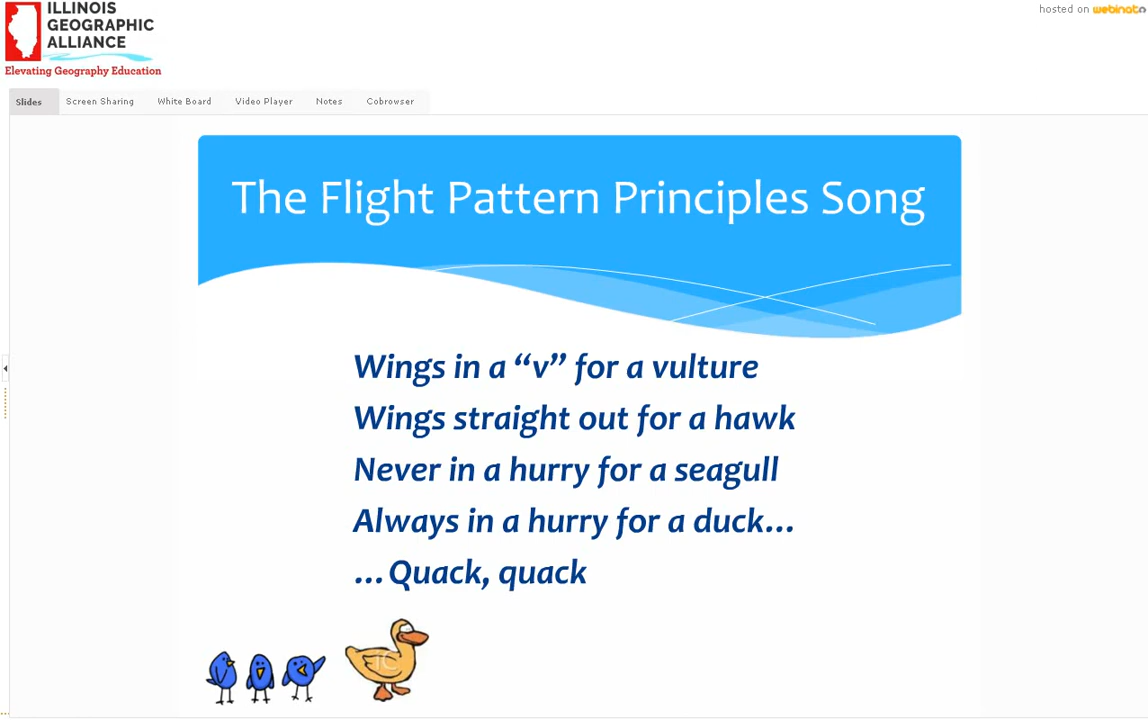 ILLINOIS
GEOGRAPHIC
ALLIANCE
Elevating Geography Education
hosted on webinato
Slides Screen Sharing White Board Video Player Notes Cobrowser
The Flight Pattern Principles Song
Wings in a “v” for a vulture
Wings straight out for a hawk
Never in a hurry for a seagull
Always in a hurry for a duck...
... Quack, quack